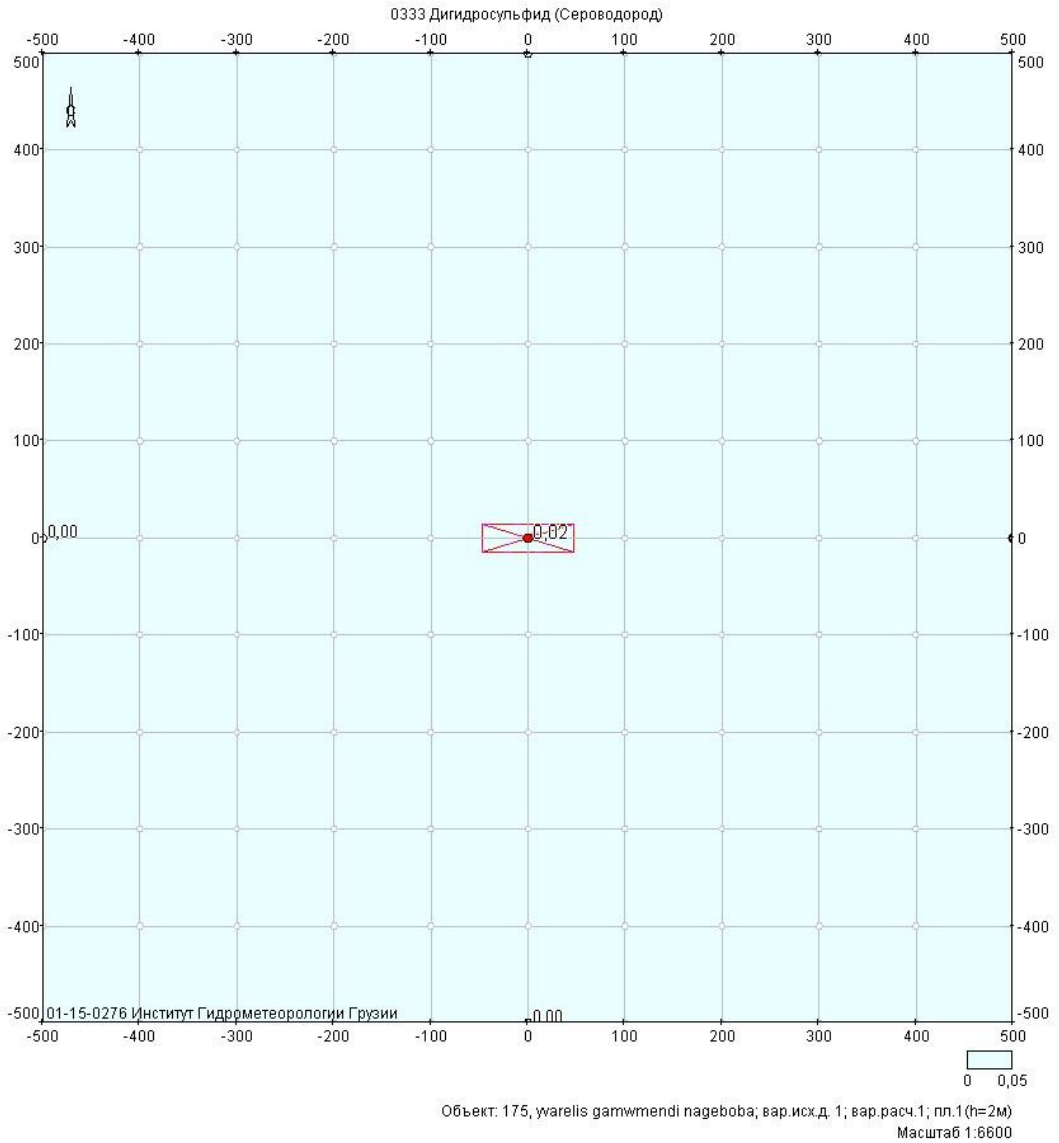 0333 Дигидросульфид (Сероводород)
-500 -400 -300 -200 -100 0 100 200 300 400 500
500 500
С
400 400
300 300
200 200
100 100
0 0,00 0,02 0
-100 -100
-200 -200
-300 -300
-400 -400
-500 01-15-0276 Институт Гидрометеорологии Грузии 0,00 -500
-500 -400 -300 -200 -100 0 100 200 300 400 500
0 0,05
Объект: 175, yvarelis gamwmendi nageboba; вар.исх.д. 1; вар.расч.1; пл.1(h=2м)
Масштаб 1:6600